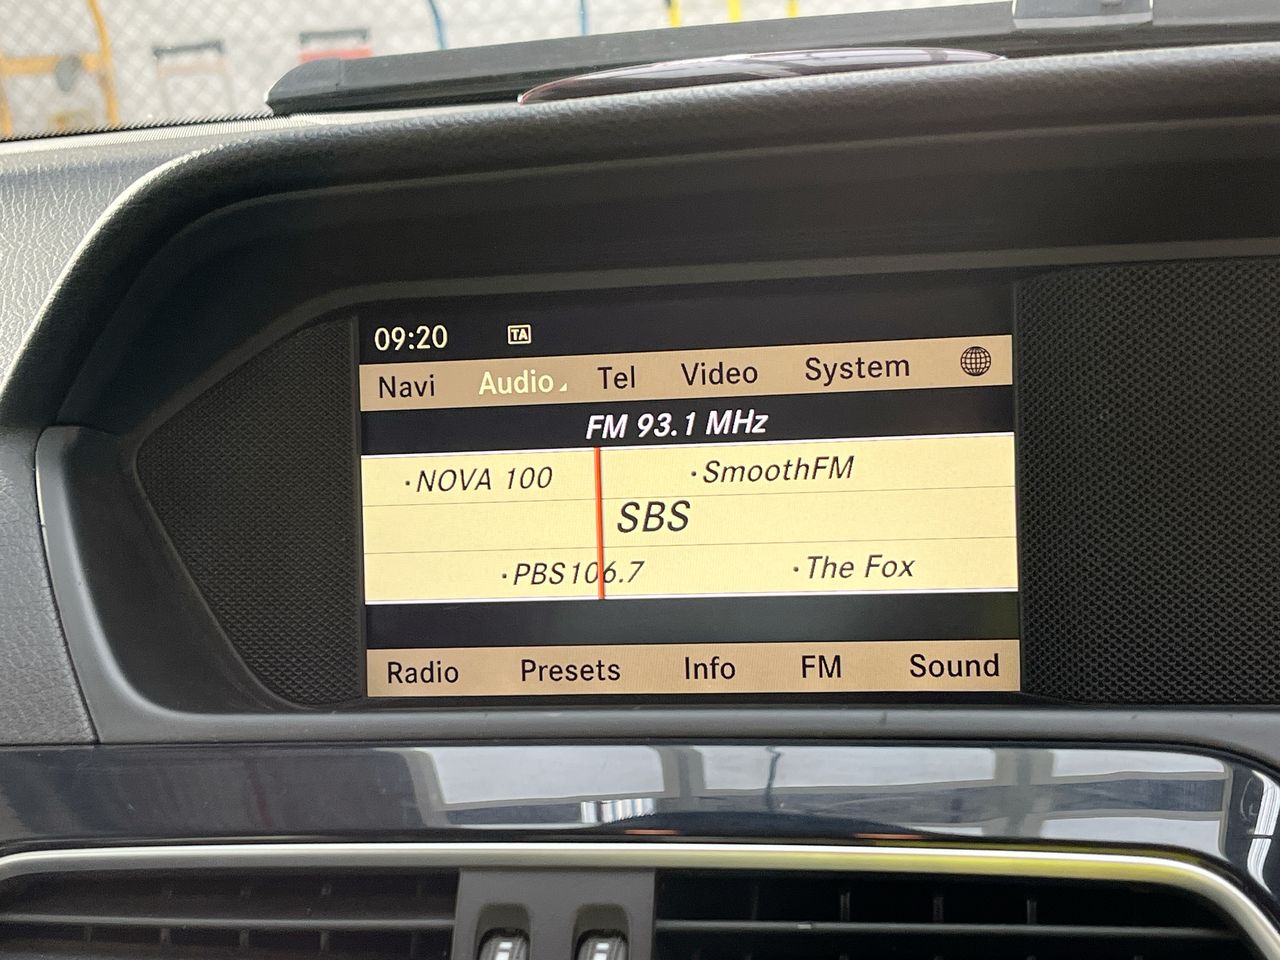 09:20 TA
Navi Audio Tel Video System
FM 93.1 MHz
·NOVA 100 ·SmoothFM
SBS
·PBS106.7 ·The Fox
Radio Presets Info FM Sound